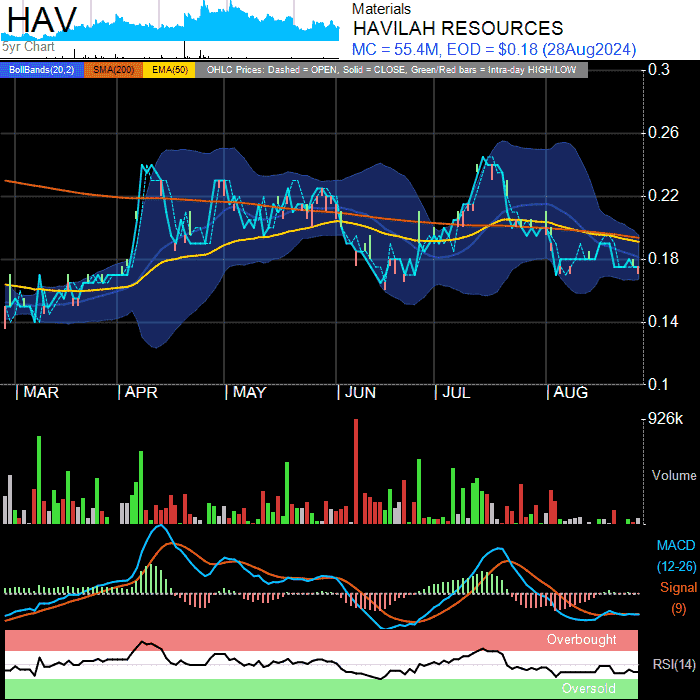 HAV
5yr Chart
Materials
HAVILAH RESOURCES
MC = 55.4M, EOD = $0.18 (28Aug2024)
BollBands(20,2) SMA(200) EMA(50) OHLC Prices: Dashed = OPEN, Solid = CLOSE, Green/Red bars = Intra-day HIGH/LOW
0.3
0.26
0.22
0.18
0.14
0.1
MAR APR MAY JUN JUL AUG
926k
Volume
MACD
(12-26)
Signal
(9)
Overbought
RSI(14)
Oversold